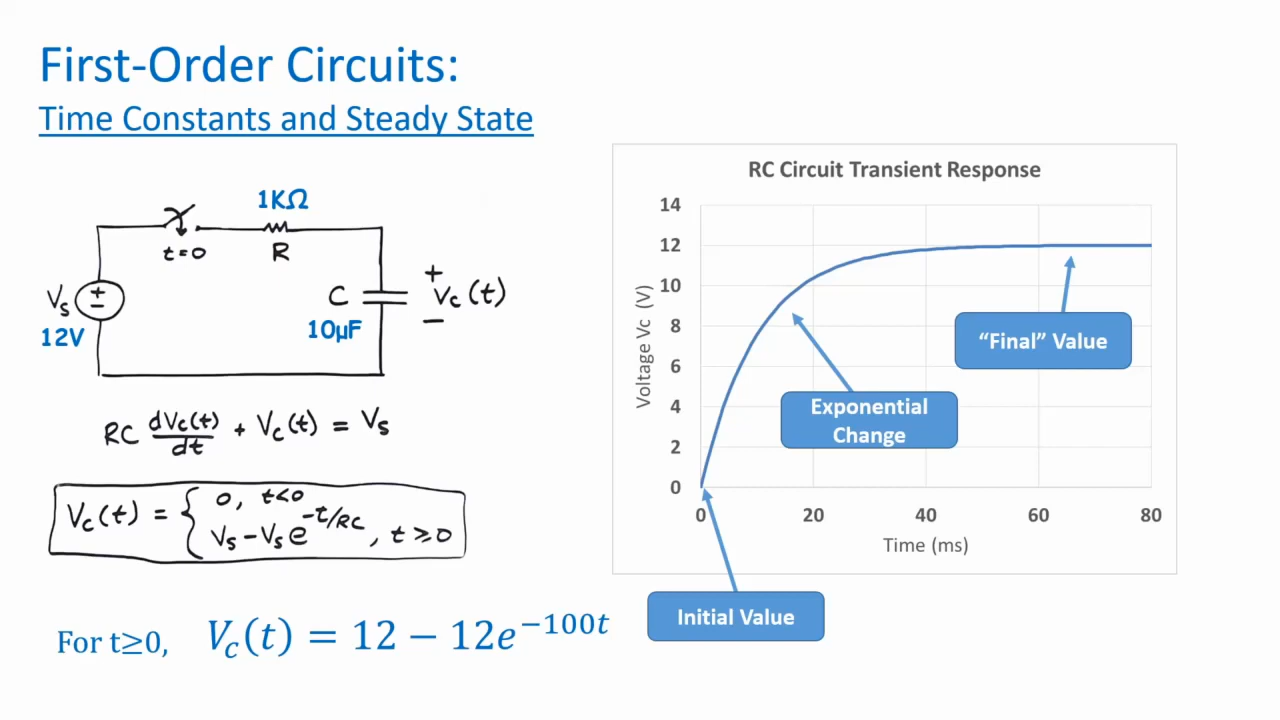 First-Order Circuits:
Time Constants and Steady State
1KΩ
t=0
R
Vs
+
−
12V
C
10µF
+
Vc(t)
−
RC dVc(t)/dt + Vc(t) = Vs
Vc(t) = { 0, t<0
Vs − Vs e^-t/RC, t ≥ 0
For t≥0, Vc(t) = 12 − 12e^−100t
RC Circuit Transient Response
14
12
10
8
6
4
2
0
Voltage Vc (V)
0 20 40 60 80
Time (ms)
"Final" Value
Exponential
Change
Initial Value